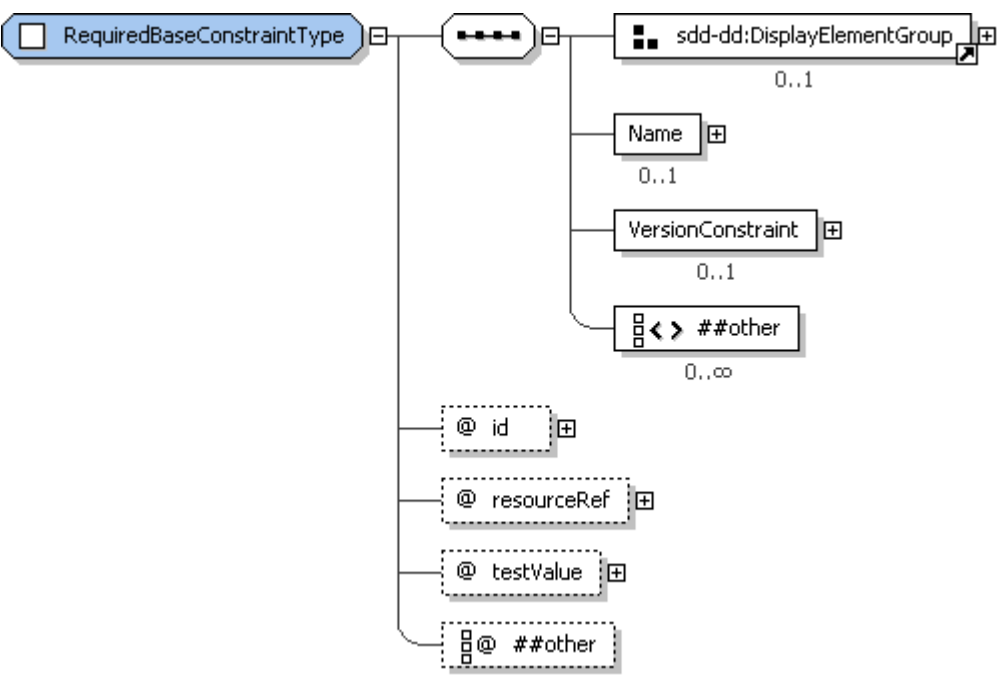 RequiredBaseConstraintType
sdd-dd:DisplayElementGroup
0..1
Name
0..1
VersionConstraint
0..1
##other
0..∞
@ id
@ resourceRef
@ testValue
@ ##other